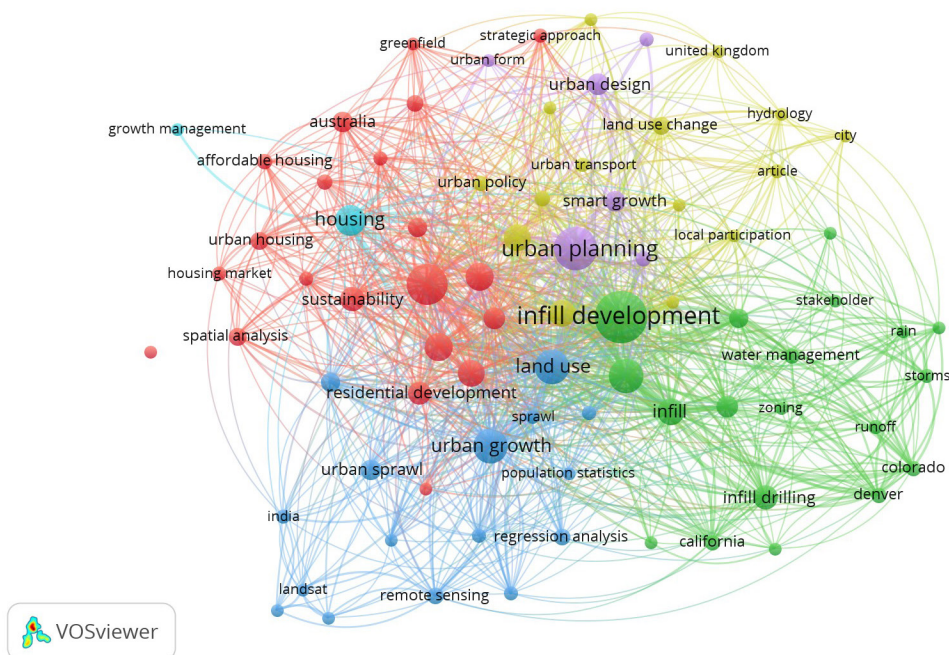 strategic approach
greenfield
urban form
united kingdom
urban design
growth management
australia
land use change
hydrology
city
affordable housing
urban transport
article
urban policy
smart growth
housing
urban housing
urban planning
local participation
housing market
sustainability
stakeholder
infill development
spatial analysis
rain
water management
land use
storms
residential development
sprawl
infill
zoning
runoff
urban growth
urban sprawl
population statistics
colorado
infill drilling
denver
india
regression analysis
california
landsat
remote sensing
VOSviewer